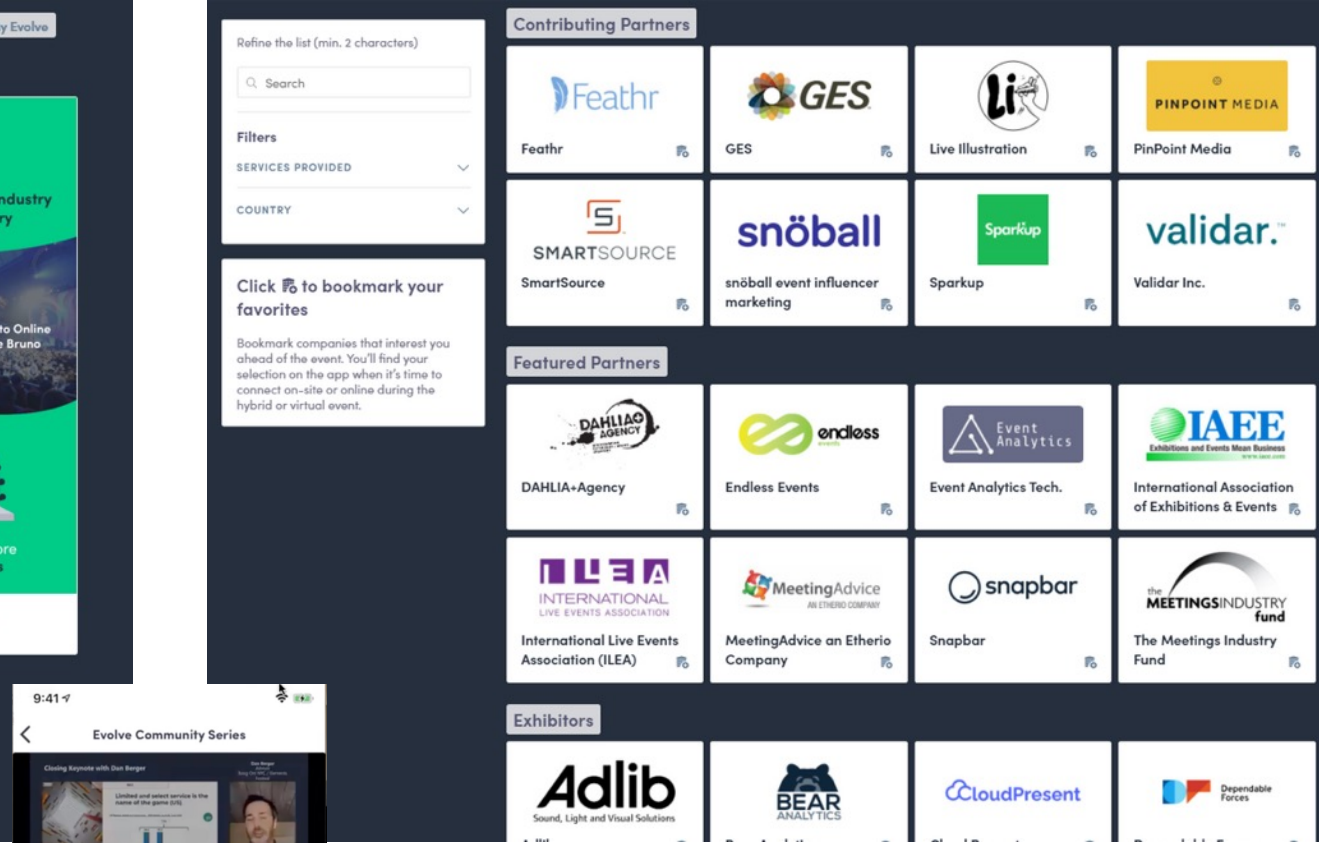 y Evolve
ndustry
ry
to Online
e Bruno
ore
s
Refine the list (min. 2 characters)
Search
Filters
SERVICES PROVIDED
COUNTRY
Click to bookmark your
favorites
Bookmark companies that interest you
ahead of the event. You'll find your
selection on the app when it's time to
connect on-site or online during the
hybrid or virtual event.
Contributing Partners
Feathr
Feathr
GES
GES
Li
Live Illustration
PINPOINT MEDIA
PinPoint Media
S
SMARTSOURCE
SmartSource
snöball
snöball event influencer
marketing
Sparkup
Sparkup
validar.™
Validar Inc.
Featured Partners
DAHLIA+
AGENCY
DAHLIA+Agency
endless
events
Endless Events
Event
Analytics
Event Analytics Tech.
IAEE
Exhibitions and Events Mean Business
www.iaee.com
International Association
of Exhibitions & Events
ILEA
INTERNATIONAL
LIVE EVENTS ASSOCIATION
International Live Events
Association (ILEA)
MeetingAdvice
AN ETHERIO COMPANY
MeetingAdvice an Etherio
Company
snapbar
Snapbar
the
MEETINGSINDUSTRY
fund
The Meetings Industry
Fund
Exhibitors
Adlib
Sound, Light and Visual Solutions
BEAR
ANALYTICS
CloudPresent
Dependable
Forces
9:41
Evolve Community Series
Closing Keynote with Dan Berger
Dan Berger
Limited and select service is the
name of the game (US)